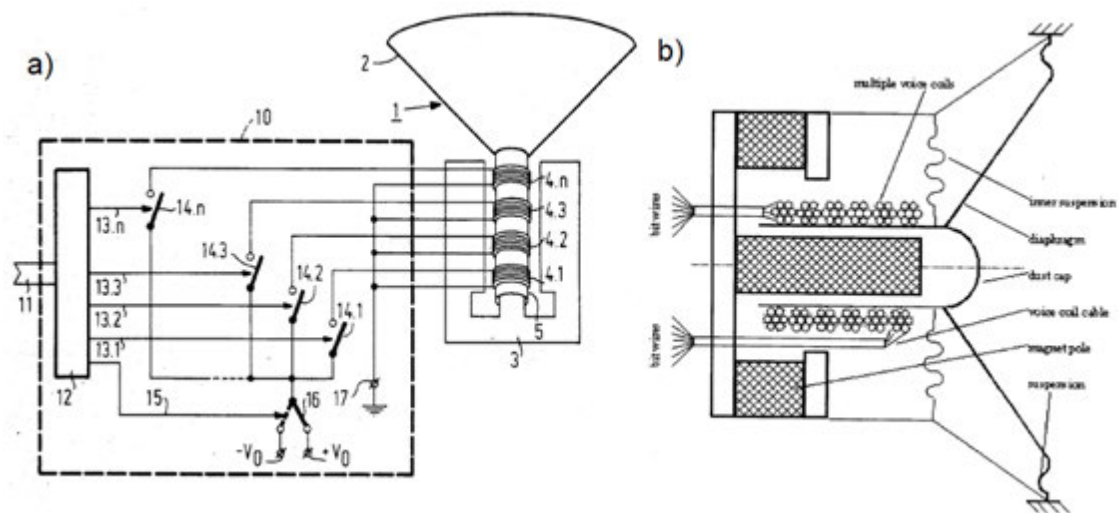 a)
2
1
10
14.n
13.n
4.n
14.3
4.3
13.3
14.2
4.2
11
13.2
14.1
4.1
13.1
5
3
12
15
16
17
-V0
+V0
b)
multiple voice coils
bit wires
inner suspension
diaphragm
dust cap
voice coil cable
bit wires
magnet pole
suspension